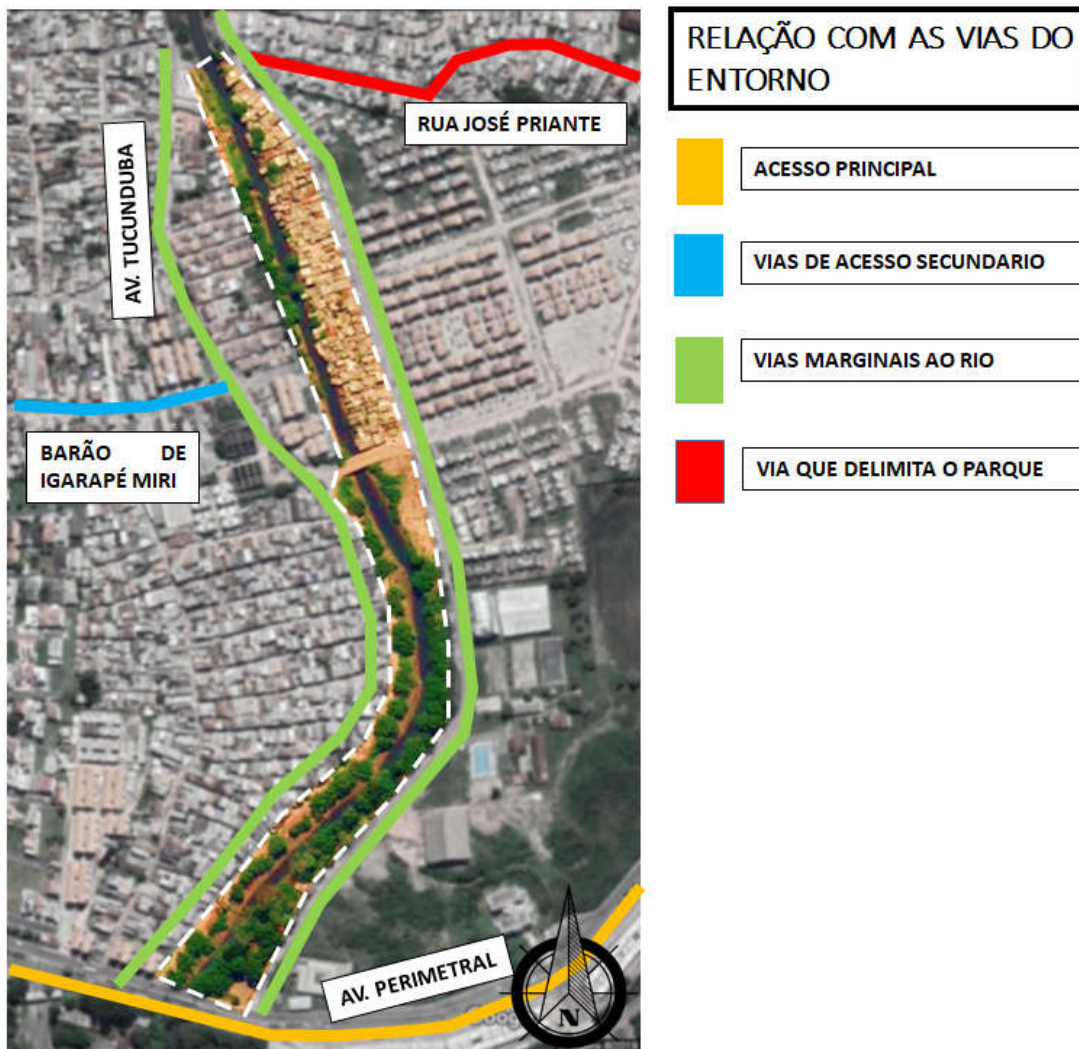 RELAÇÃO COM AS VIAS DO
ENTORNO
RUA JOSÉ PRIANTE
ACESSO PRINCIPAL
AV. TUCUNDUBA
VIAS DE ACESSO SECUNDARIO
VIAS MARGINAIS AO RIO
BARÃO DE
IGARAPÉ MIRI
VIA QUE DELIMITA O PARQUE
AV. PERIMETRAL
N